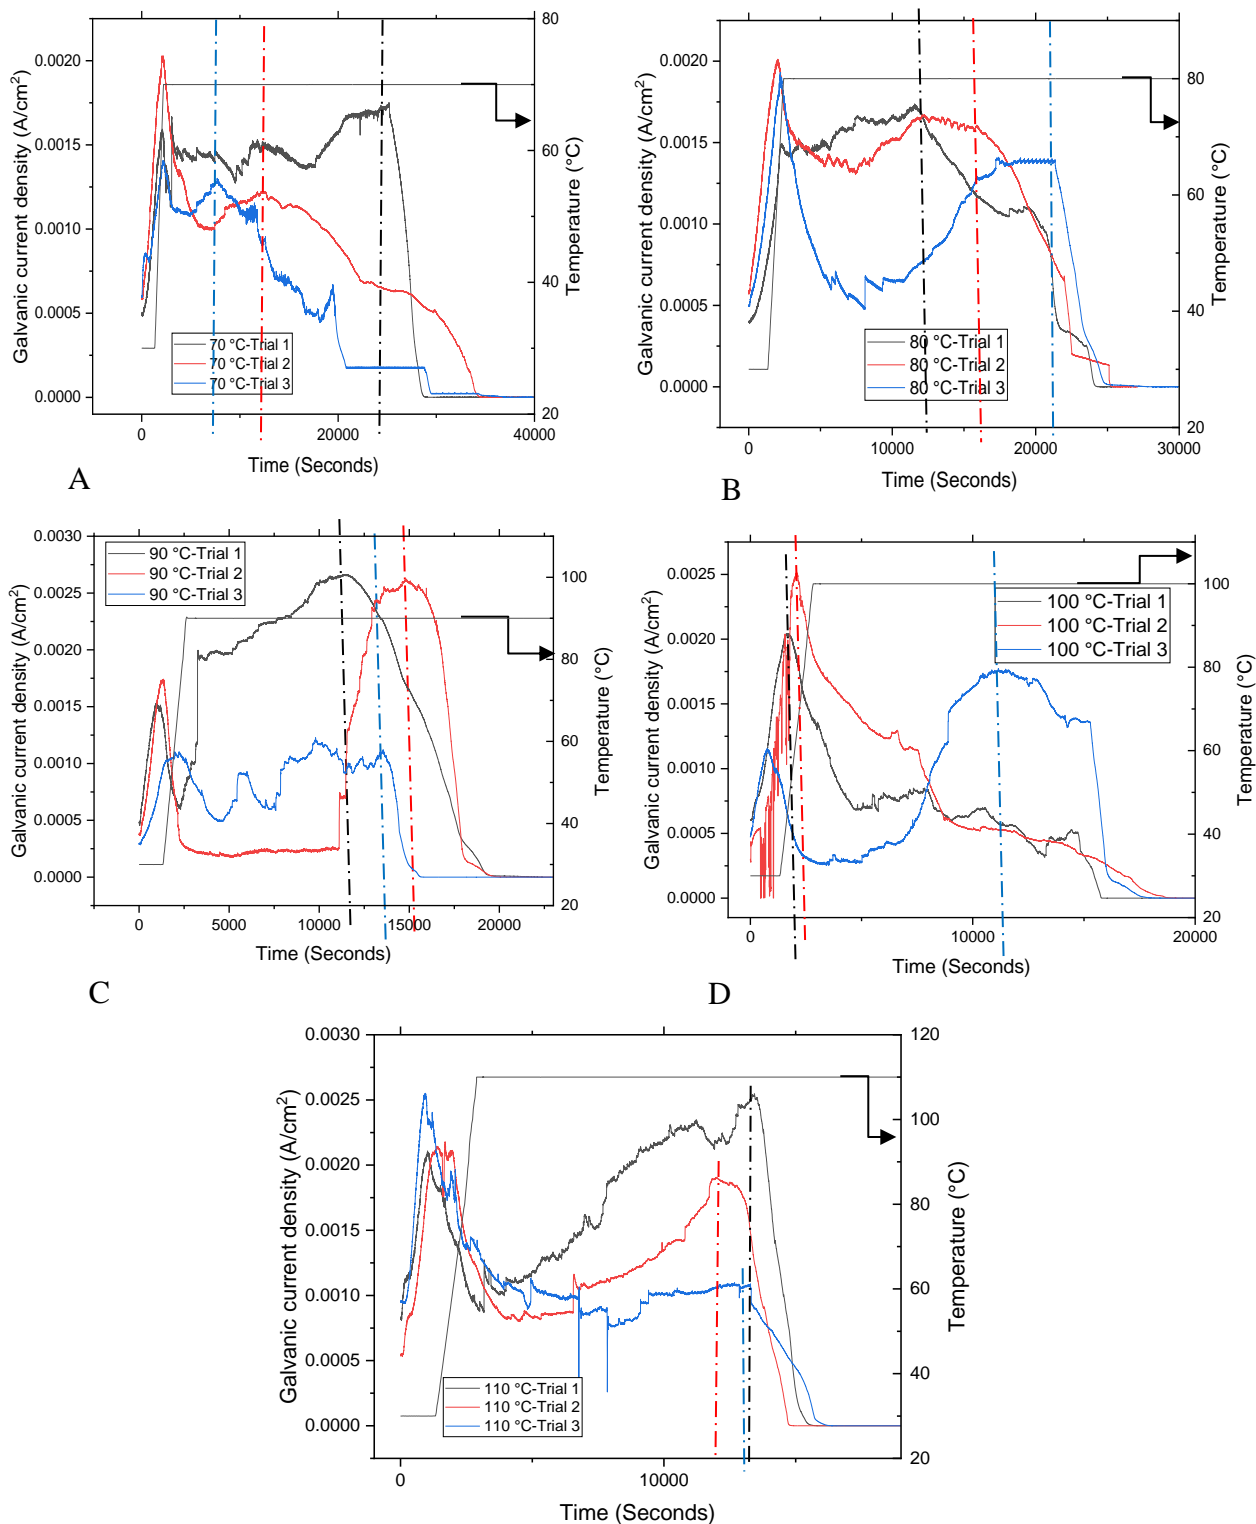 80
0.0020
0.0015
0.0010
0.0005
0.0000
60
40
20
Galvanic current density (A/cm²)
Temperature (°C)
70 °C-Trial 1
70 °C-Trial 2
70 °C-Trial 3
0 20000 40000
Time (Seconds)
A
0.0020
0.0015
0.0010
0.0005
0.0000
80
60
40
20
Galvanic current density (A/cm²)
Temperature (°C)
80 °C-Trial 1
80 °C-Trial 2
80 °C-Trial 3
0 10000 20000 30000
Time (Seconds)
B
0.0030
0.0025
0.0020
0.0015
0.0010
0.0005
0.0000
100
80
60
40
20
Galvanic current density (A/cm²)
Temperature (°C)
90 °C-Trial 1
90 °C-Trial 2
90 °C-Trial 3
0 5000 10000 15000 20000
Time (Seconds)
C
0.0025
0.0020
0.0015
0.0010
0.0005
0.0000
100
80
60
40
20
Galvanic current density (A/cm²)
Temperature (°C)
100 °C-Trial 1
100 °C-Trial 2
100 °C-Trial 3
0 10000 20000
Time (Seconds)
D
0.0030
0.0025
0.0020
0.0015
0.0010
0.0005
0.0000
120
100
80
60
40
20
Galvanic current density (A/cm²)
Temperature (°C)
110 °C-Trial 1
110 °C-Trial 2
110 °C-Trial 3
0 10000
Time (Seconds)